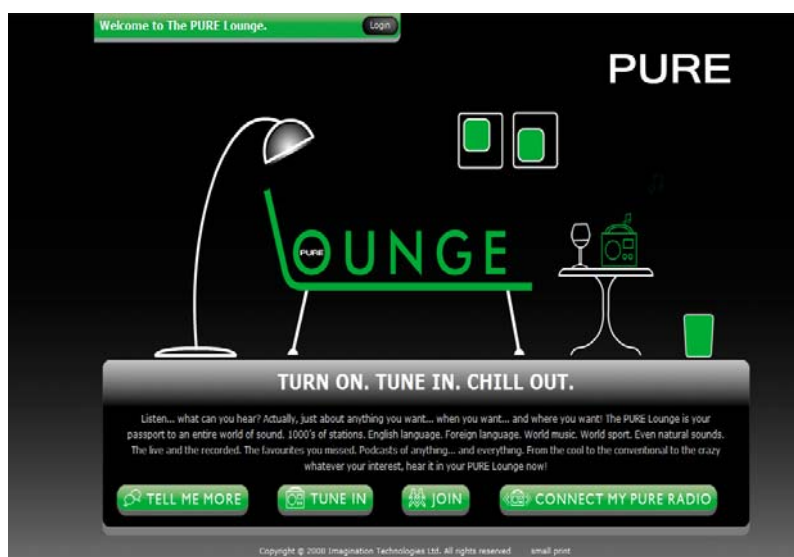 Welcome to The PURE Lounge.
Login
PURE
LOUNGE
PURE
TURN ON. TUNE IN. CHILL OUT.
Listen... what can you hear? Actually, just about anything you want... when you want... and where you want! The PURE Lounge is your
passport to an entire world of sound. 1000's of stations. English language. Foreign language. World music. World sport. Even natural sounds.
The live and the recorded. The favourites you missed. Podcasts of anything... and everything. From the cool to the conventional to the crazy
whatever your interest, hear it in your PURE Lounge now!
TELL ME MORE
TUNE IN
JOIN
CONNECT MY PURE RADIO
Copyright © 2008 Imagination Technologies Ltd. All rights reserved
small print